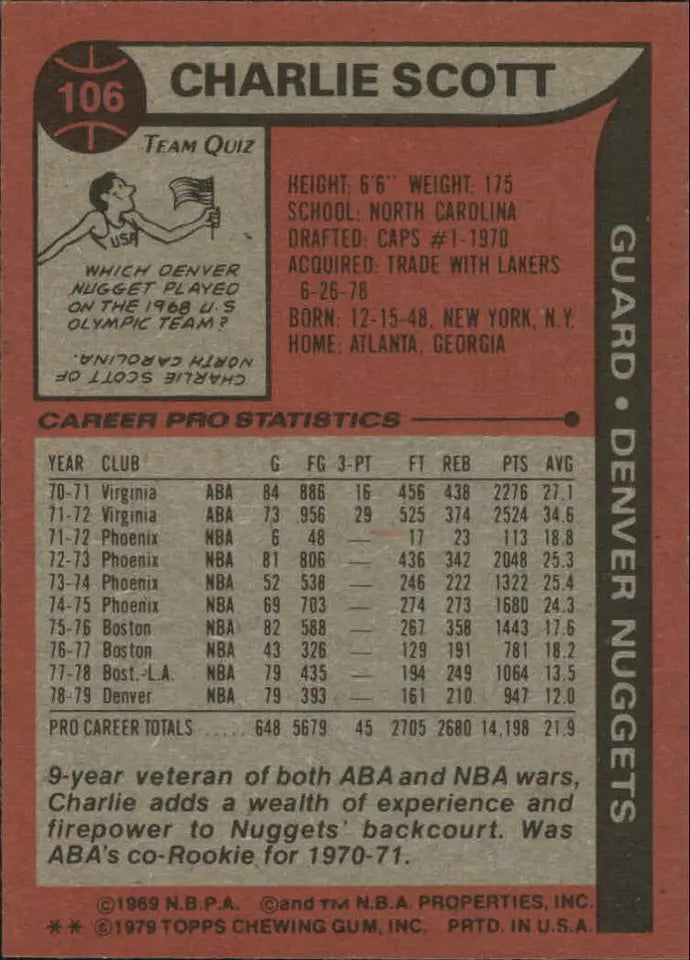 106
CHARLIE SCOTT
TEAM QUIZ
USA
WHICH DENVER
NUGGET PLAYED
ON THE 1968 U.S
OLYMPIC TEAM?
CHARLIE SCOTT OF
NORTH CAROLINA.
HEIGHT: 6'6" WEIGHT: 175
SCHOOL: NORTH CAROLINA
DRAFTED: CAPS #1-1970
ACQUIRED: TRADE WITH LAKERS
6-26-78
BORN: 12-15-48, NEW YORK, N.Y.
HOME: ATLANTA, GEORGIA
GUARD • DENVER NUGGETS
CAREER PRO STATISTICS
YEAR CLUB G FG 3-PT FT REB PTS AVG
70-71 Virginia ABA 84 886 16 456 438 2276 27.1
71-72 Virginia ABA 73 956 29 525 374 2524 34.6
71-72 Phoenix NBA 6 48 — 17 23 113 18.8
72-73 Phoenix NBA 81 806 — 436 342 2048 25.3
73-74 Phoenix NBA 52 538 — 246 222 1322 25.4
74-75 Phoenix NBA 69 703 — 274 273 1680 24.3
75-76 Boston NBA 82 588 — 267 358 1443 17.6
76-77 Boston NBA 43 326 — 129 191 781 18.2
77-78 Bost.-L.A. NBA 79 435 — 194 249 1064 13.5
78-79 Denver NBA 79 393 — 161 210 947 12.0
PRO CAREER TOTALS ..... 648 5679 45 2705 2680 14,198 21.9
9-year veteran of both ABA and NBA wars,
Charlie adds a wealth of experience and
firepower to Nuggets' backcourt. Was
ABA's co-Rookie for 1970-71.
©1969 N.B.P.A. ©and TM N.B.A. PROPERTIES, INC.
** ©1979 TOPPS CHEWING GUM, INC. PRTD. IN U.S.A.